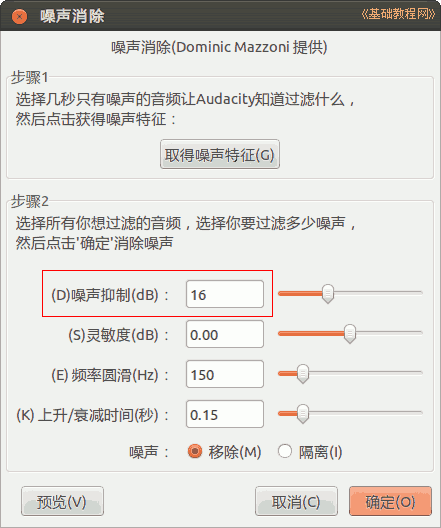 噪声消除
《基础教程网》
噪声消除(Dominic Mazzoni 提供)
步骤1
选择几秒只有噪声的音频让Audacity知道过滤什么，
然后点击获得噪声特征：
取得噪声特征(G)
步骤2
选择所有你想过滤的音频，选择你要过滤多少噪声，
然后点击'确定'消除噪声
(D)噪声抑制(dB)： 16
(S)灵敏度(dB)： 0.00
(E) 频率圆滑(Hz)： 150
(K) 上升/衰减时间(秒)： 0.15
噪声： 移除(M) 隔离(I)
预览(V) 取消(C) 确定(O)